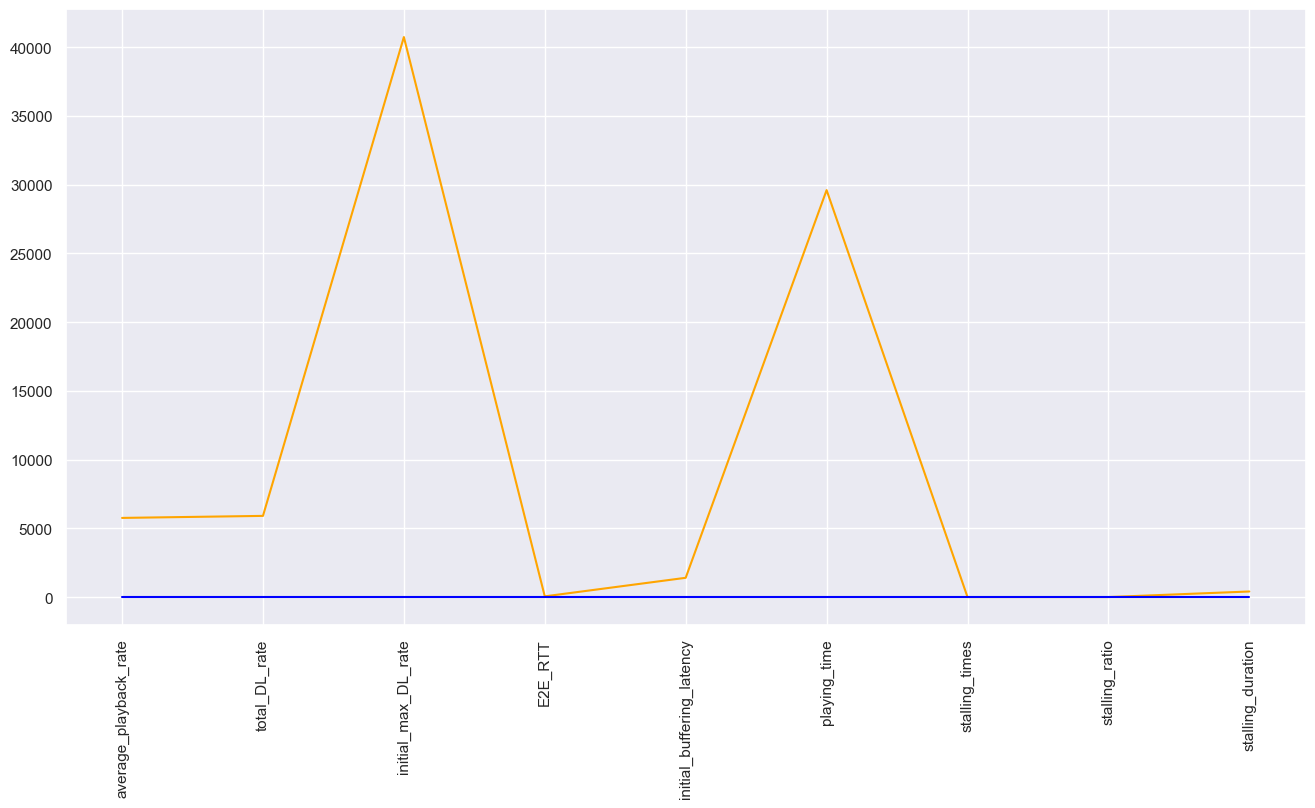 40000
35000
30000
25000
20000
15000
10000
5000
0
average_playback_rate
total_DL_rate
initial_max_DL_rate
E2E_RTT
initial_buffering_latency
playing_time
stalling_times
stalling_ratio
stalling_duration